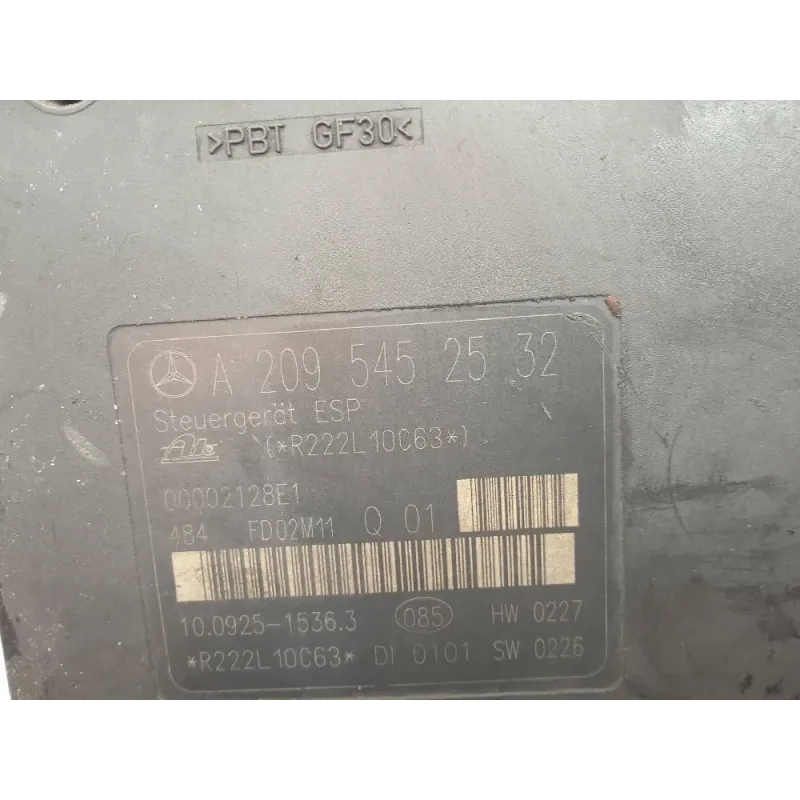 >PBT GF30<
A 209 545 25 32
Steuergerät ESP
Ate (*R222L10C63*)
00002128E1
484 FD02M11 Q 01
10.0925-1536.3 085 HW 0227
*R222L10C63* DI 0101 SW 0226